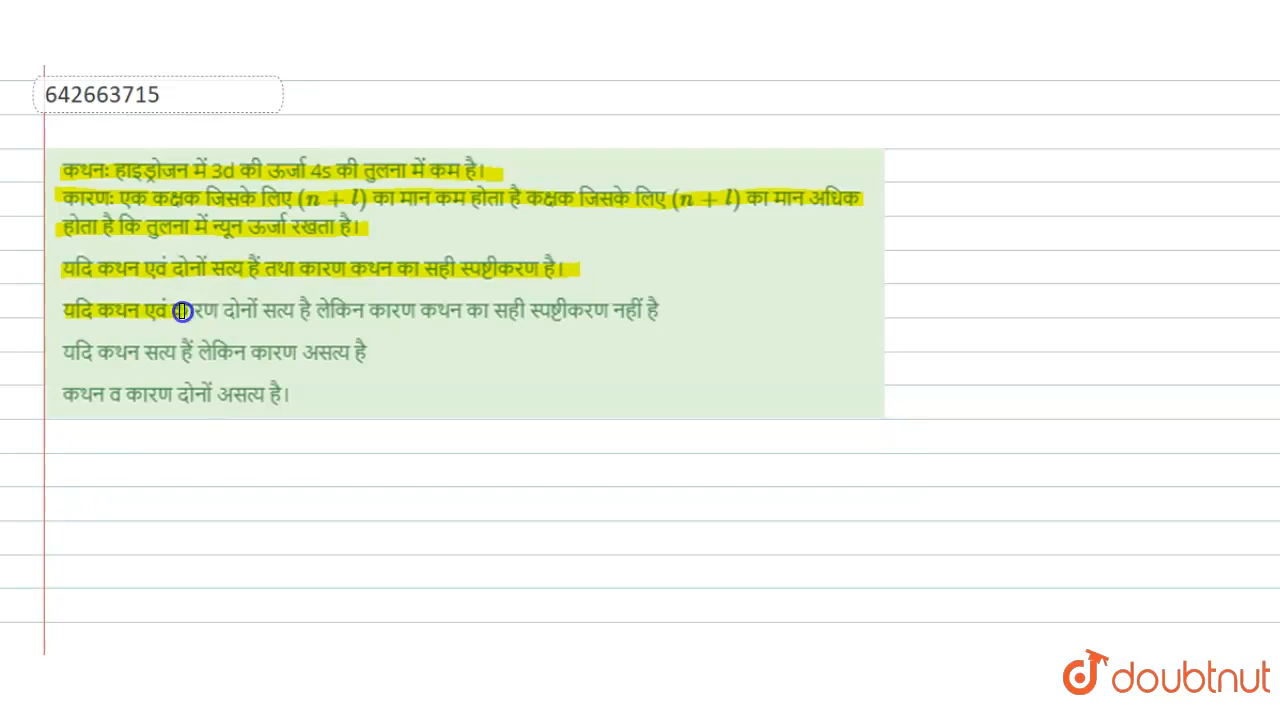 642663715
कथनः हाइड्रोजन में 3d की ऊर्जा 4s की तुलना में कम है।
कारणः एक कक्षक जिसके लिए (n + l) का मान कम होता है कक्षक जिसके लिए (n + l) का मान अधिक
होता है कि तुलना में न्यून ऊर्जा रखता है।
यदि कथन एवं दोनों सत्य हैं तथा कारण कथन का सही स्पष्टीकरण है।
यदि कथन एवं कारण दोनों सत्य है लेकिन कारण कथन का सही स्पष्टीकरण नहीं है
यदि कथन सत्य हैं लेकिन कारण असत्य है
कथन व कारण दोनों असत्य है।
doubtnut